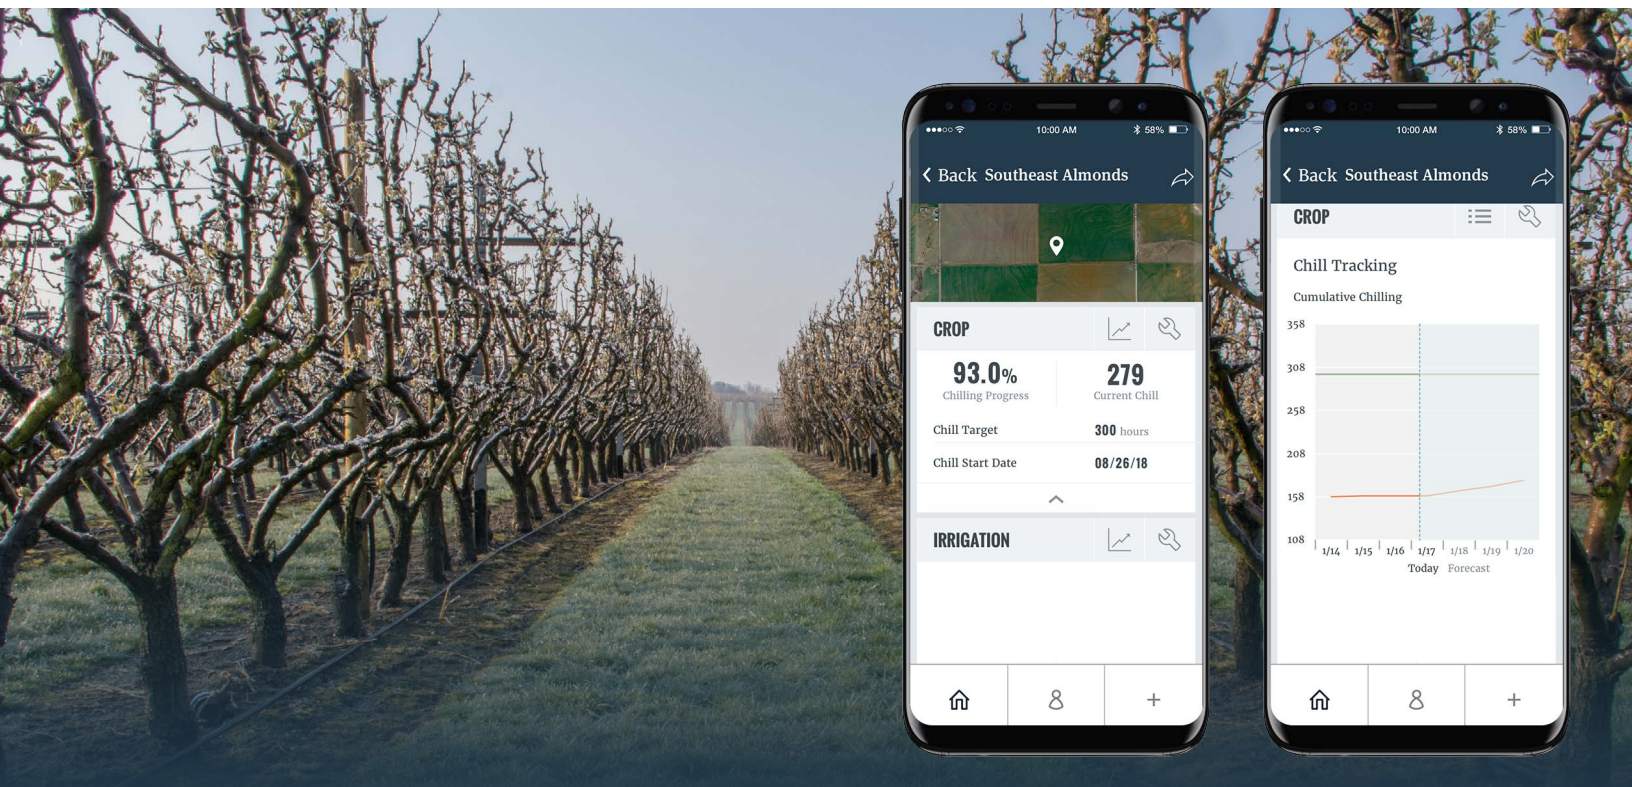 10:00 AM
58%
Back Southeast Almonds
CROP
93.0%
279
Chilling Progress
Current Chill
Chill Target
300 hours
Chill Start Date
08/26/18
IRRIGATION
10:00 AM
58%
Back Southeast Almonds
CROP
Chill Tracking
Cumulative Chilling
358
308
258
208
158
108
1/14 1/15 1/16 1/17 1/18 1/19 1/20
Today Forecast